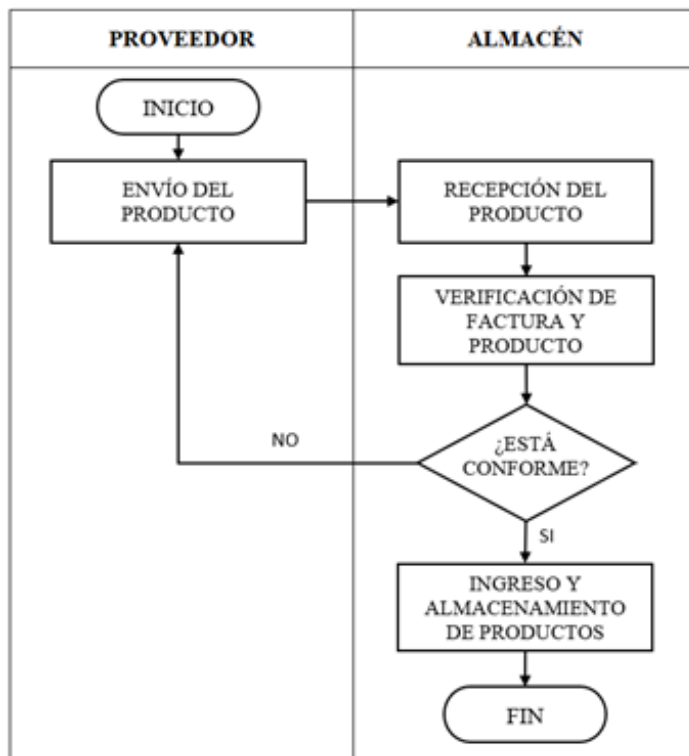 PROVEEDOR
ALMACÉN
INICIO
ENVÍO DEL
PRODUCTO
RECEPCIÓN DEL
PRODUCTO
VERIFICACIÓN DE
FACTURA Y
PRODUCTO
¿ESTÁ
CONFORME?
NO
SI
INGRESO Y
ALMACENAMIENTO
DE PRODUCTOS
FIN